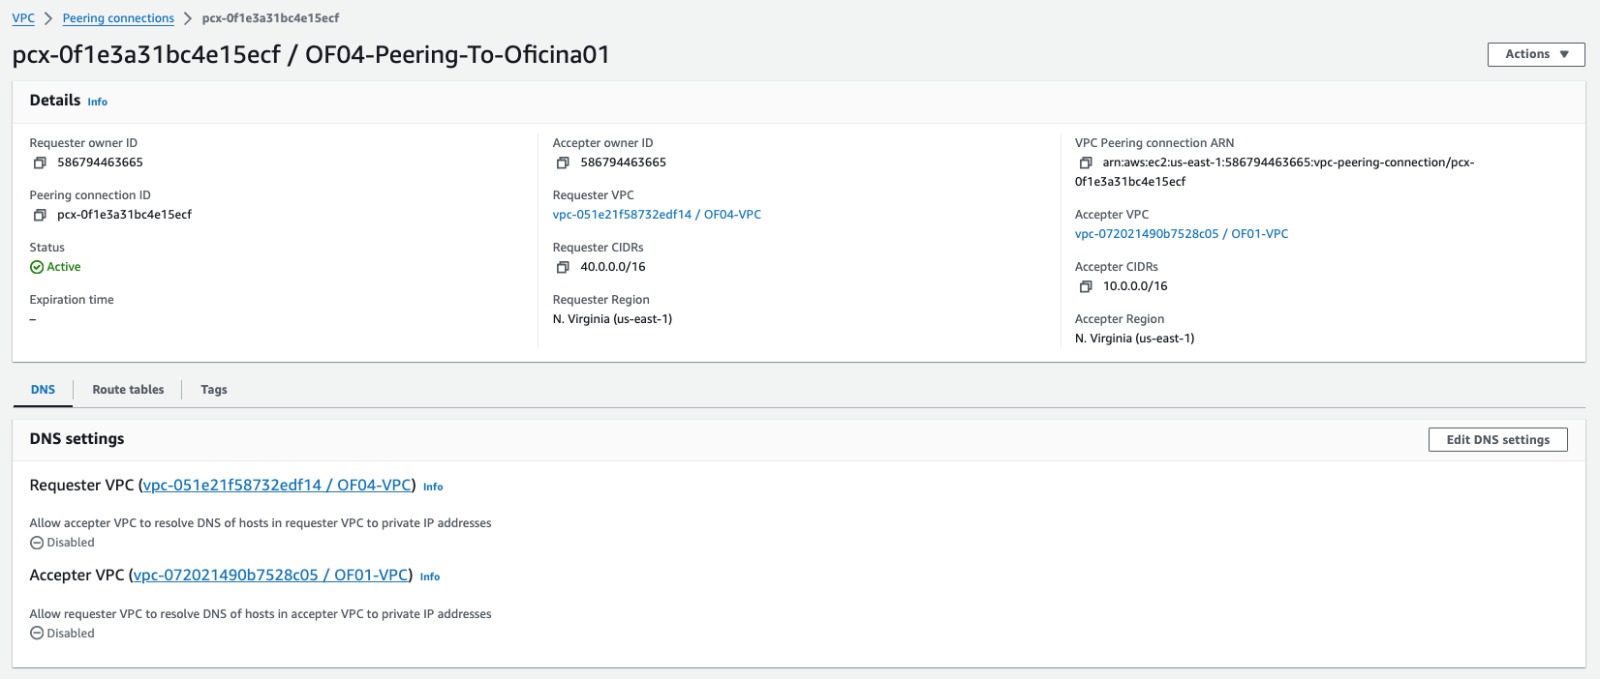 VPC > Peering connections > pcx-0f1e3a31bc4e15ecf
pcx-0f1e3a31bc4e15ecf / OF04-Peering-To-Oficina01
Actions
Details Info
Requester owner ID
586794463665
Peering connection ID
pcx-0f1e3a31bc4e15ecf
Status
Active
Expiration time
–
Accepter owner ID
586794463665
Requester VPC
vpc-051e21f58732edf14 / OF04-VPC
Requester CIDRs
40.0.0.0/16
Requester Region
N. Virginia (us-east-1)
VPC Peering connection ARN
arn:aws:ec2:us-east-1:586794463665:vpc-peering-connection/pcx-
0f1e3a31bc4e15ecf
Accepter VPC
vpc-072021490b7528c05 / OF01-VPC
Accepter CIDRs
10.0.0.0/16
Accepter Region
N. Virginia (us-east-1)
DNS Route tables Tags
DNS settings
Edit DNS settings
Requester VPC (vpc-051e21f58732edf14 / OF04-VPC) Info
Allow accepter VPC to resolve DNS of hosts in requester VPC to private IP addresses
Disabled
Accepter VPC (vpc-072021490b7528c05 / OF01-VPC) Info
Allow requester VPC to resolve DNS of hosts in accepter VPC to private IP addresses
Disabled